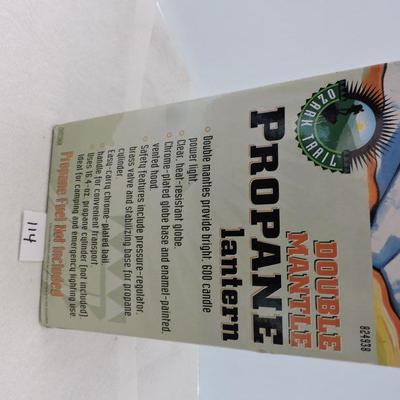 OZARK TRAIL
824938
DOUBLE
MANTLE
PROPANE
lantern
Double mantles provide bright, 600 candle
power light.
Clear, heat-resistant globe.
Chrome-plated globe base and enamel-painted,
vented hood.
Safety features include pressure-regulator,
brass valve and stabilizing base for propane
cylinder.
Easy-carry chrome-plated bail
handle for convenient transport.
Uses 16.4-oz. propane cylinder (not included).
Ideal for camping and emergency lighting use.
Propane Fuel Not Included
114